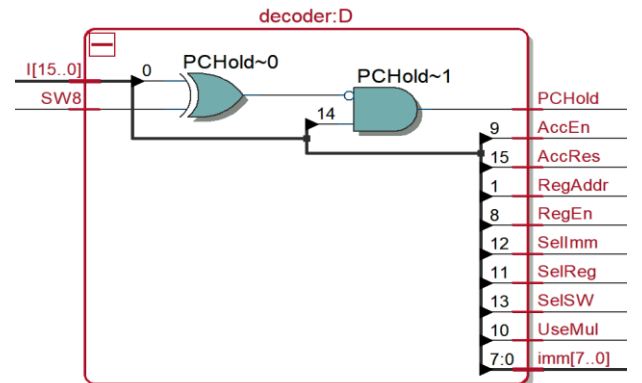 decoder:D
I[15..0]
SW8
0
PCHold~0
PCHold~1
14
PCHold
9
AccEn
15
AccRes
1
RegAddr
8
RegEn
12
SelImm
11
SelReg
13
SelSW
10
UseMul
7:0
imm[7..0]